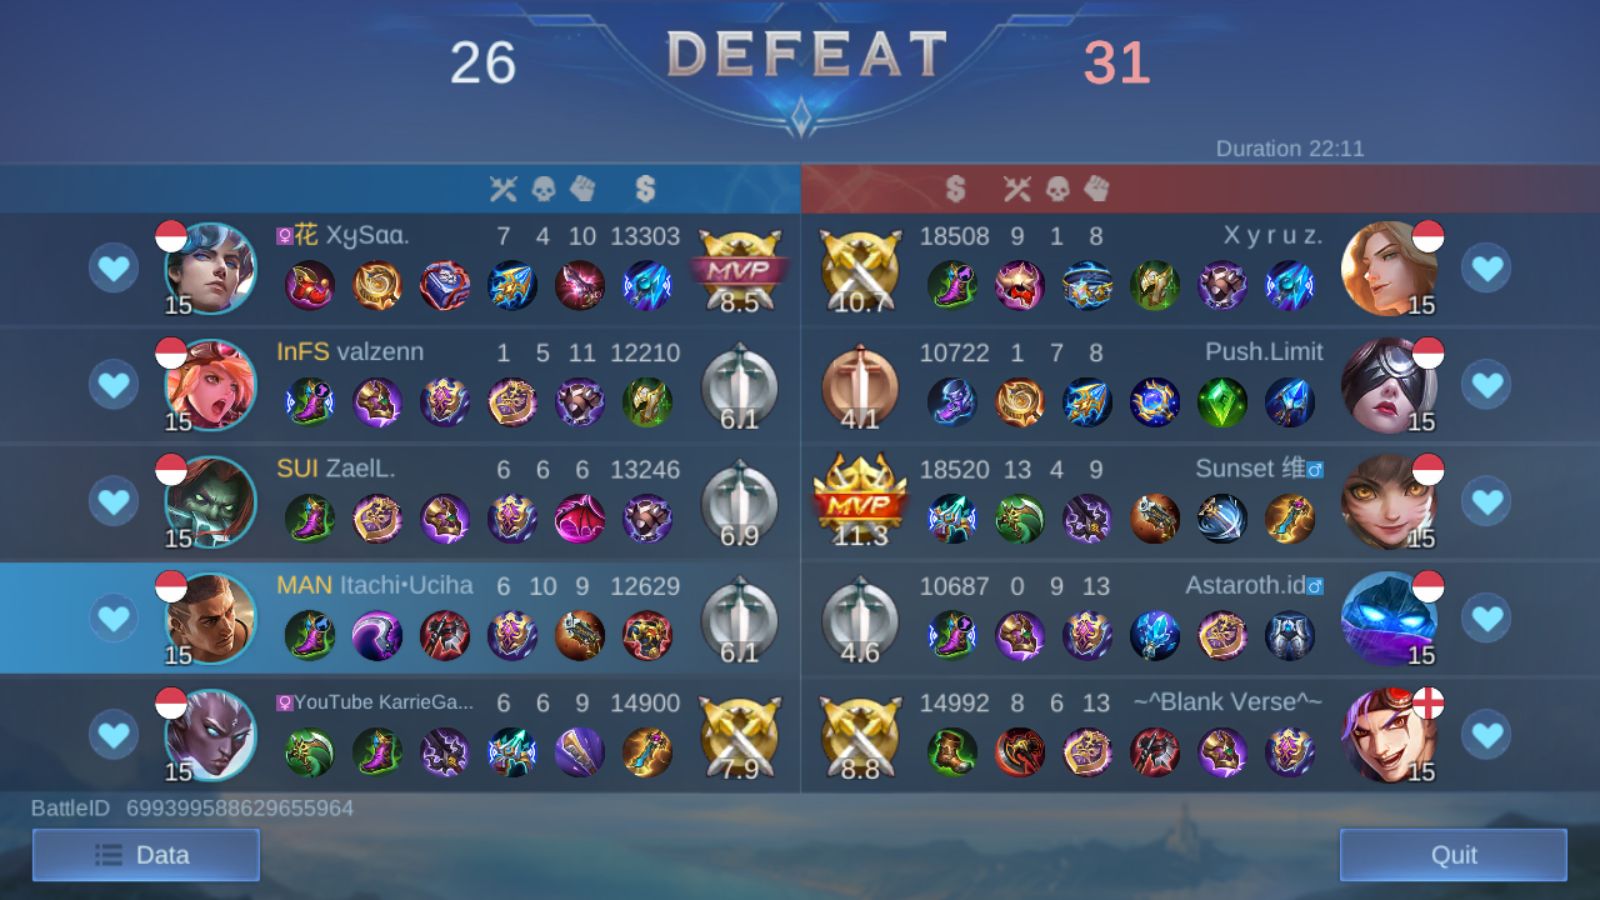 26 DEFEAT 31
Duration 22:11
花 XySαα. 7 4 10 13303 MVP 8.5 15
10.7 18508 9 1 8 X y r u z. 15
InFS valzenn 1 5 11 12210 6.1 15
4.1 10722 1 7 8 Push.Limit 15
SUI ZaelL. 6 6 6 13246 6.9 15
MVP 11.3 18520 13 4 9 Sunset 维♂ 15
MAN Itachi•Uciha 6 10 9 12629 6.1 15
4.6 10687 0 9 13 Astaroth.id♂ 15
♀YouTube KarrieGa... 6 6 9 14900 7.9 15
8.8 14992 8 6 13 ~^Blank Verse^~ 15
BattleID 699399588629655964
Data
Quit